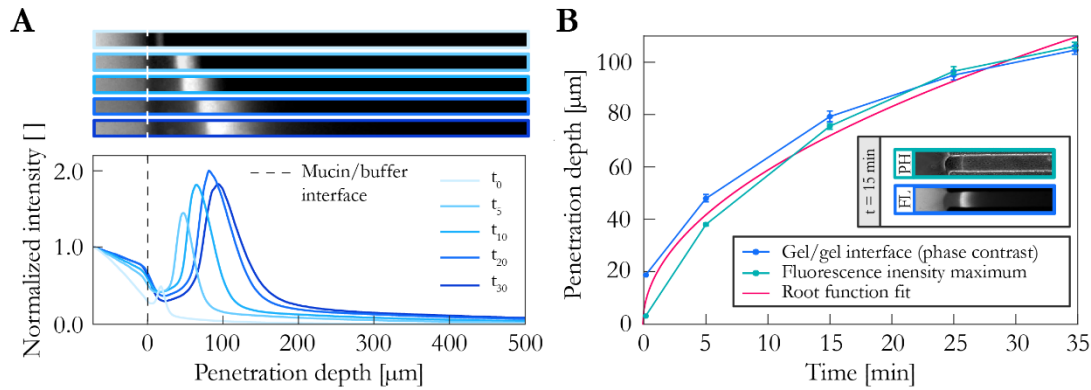 A
Normalized intensity [ ]
2.0
1.0
0.0
Mucin/buffer
interface
t0
t5
t10
t20
t30
0
100
200
300
400
500
Penetration depth [µm]
B
Penetration depth [µm]
100
80
60
40
20
0
t = 15 min
PH
FL
Gel/gel interface (phase contrast)
Fluorescence inensity maximum
Root function fit
0
5
10
15
20
25
30
35
Time [min]